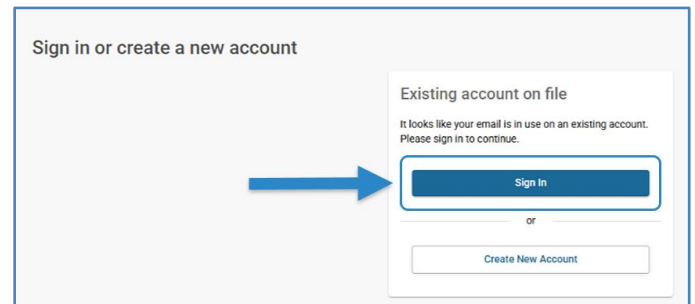 Sign in or create a new account
Existing account on file
It looks like your email is in use on an existing account.
Please sign in to continue.
Sign In
or
Create New Account